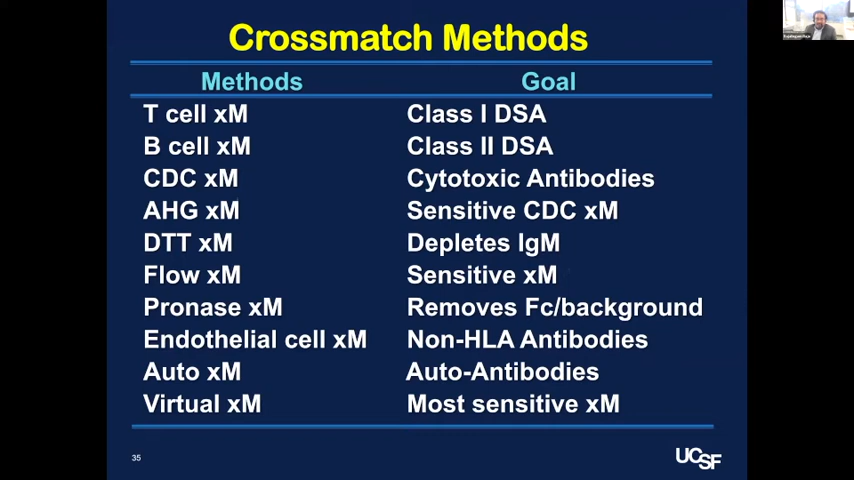 Crossmatch Methods
Methods Goal
T cell xM Class I DSA
B cell xM Class II DSA
CDC xM Cytotoxic Antibodies
AHG xM Sensitive CDC xM
DTT xM Depletes IgM
Flow xM Sensitive xM
Pronase xM Removes Fc/background
Endothelial cell xM Non-HLA Antibodies
Auto xM Auto-Antibodies
Virtual xM Most sensitive xM
35
UCSF